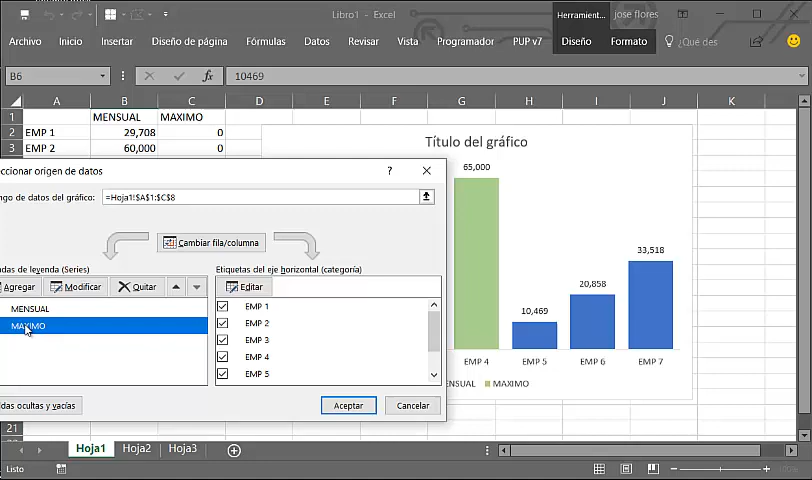 Libro1 - Excel
Herramient...
jose flores
Archivo Inicio Insertar Diseño de página Fórmulas Datos Revisar Vista Programador PUP v7 Diseño Formato ¿Qué des
B6 fx 10469
A B C D E F G H I J K
1 MENSUAL MAXIMO
2 EMP 1 29,708 0
3 EMP 2 60,000 0
eccionar origen de datos ?
ngo de datos del gráfico: =Hoja1!$A$1:$C$8
Cambiar fila/columna
das de leyenda (Series)
Etiquetas del eje horizontal (categoría)
Agregar Modificar Quitar
Editar
MENSUAL
MAXIMO
EMP 1
EMP 2
EMP 3
EMP 4
EMP 5
das ocultas y vacías
Aceptar Cancelar
Título del gráfico
65,000
33,518
20,858
10,469
EMP 4 EMP 5 EMP 6 EMP 7
ENSUAL MAXIMO
21
Hoja1 Hoja2 Hoja3
Listo